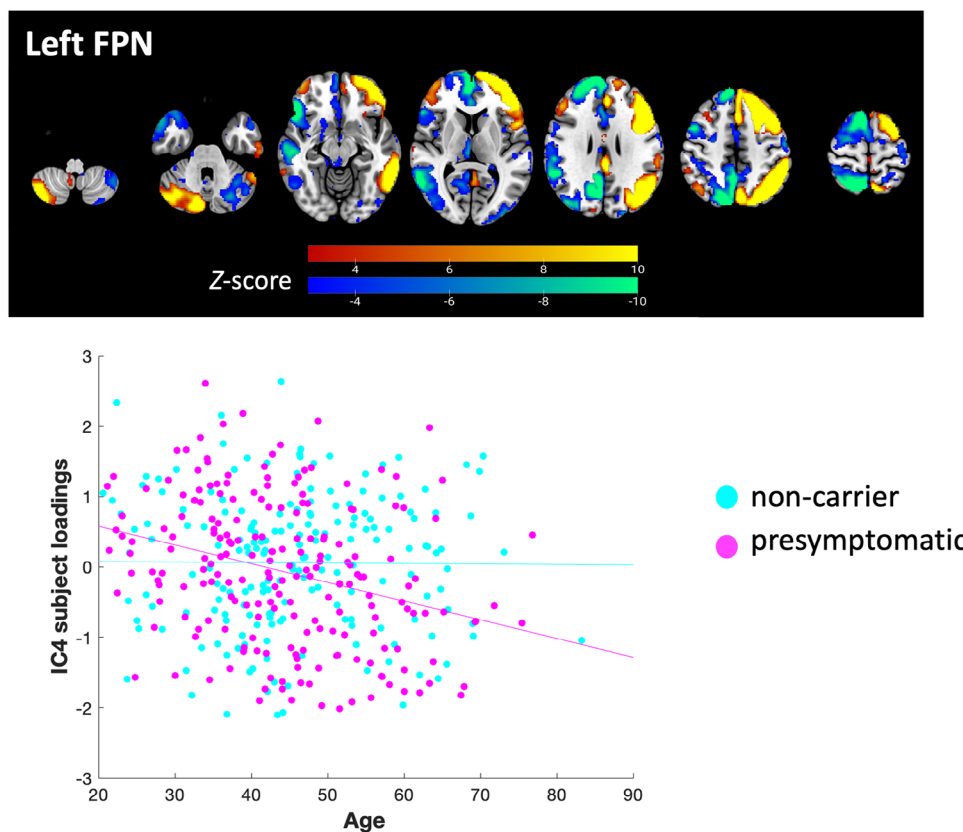 Left FPN
Z-score
4 6 8 10
-4 -6 -8 -10
3
2
1
0
-1
-2
-3
IC4 subject loadings
20 30 40 50 60 70 80 90
Age
non-carrier
presymptomatic